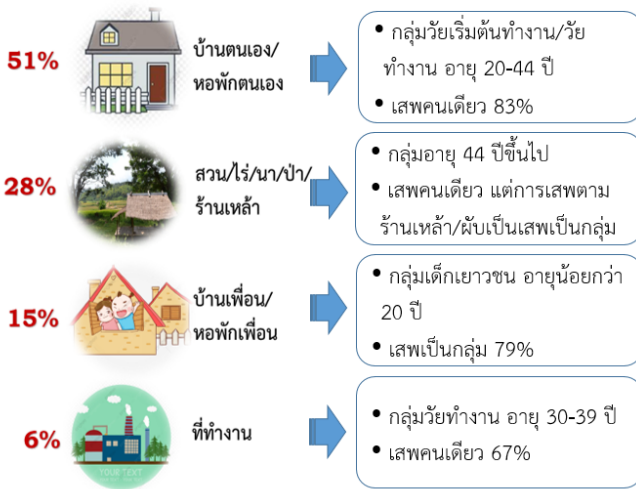 51%
บ้านตนเอง/
หอพักตนเอง
• กลุ่มวัยเริ่มต้นทำงาน/วัย
ทำงาน อายุ 20-44 ปี
• เสพคนเดียว 83%
28%
สวน/ไร่/นา/ป่า/
ร้านเหล้า
• กลุ่มอายุ 44 ปีขึ้นไป
• เสพคนเดียว แต่การเสพตาม
ร้านเหล้า/ผับเป็นเสพเป็นกลุ่ม
15%
บ้านเพื่อน/
หอพักเพื่อน
• กลุ่มเด็กเยาวชน อายุน้อยกว่า
20 ปี
• เสพเป็นกลุ่ม 79%
6%
YOUR TEXT
ที่ทำงาน
• กลุ่มวัยทำงาน อายุ 30-39 ปี
• เสพคนเดียว 67%